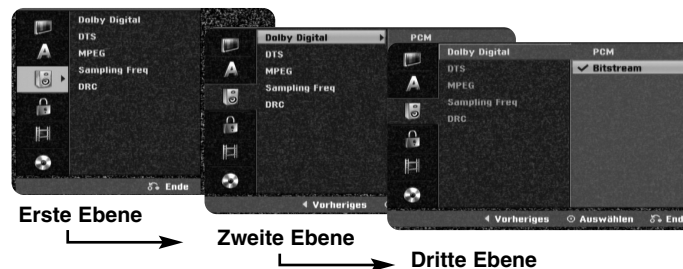 Dolby Digital
DTS
MPEG
Sampling Freq
DRC
Ende
Erste Ebene
Dolby Digital
DTS
MPEG
Sampling Freq
DRC
PCM
Vorheriges
Zweite Ebene
Dolby Digital
DTS
MPEG
Sampling Freq
DRC
PCM
Bitstream
Vorheriges
Auswählen
Dritte Ebene